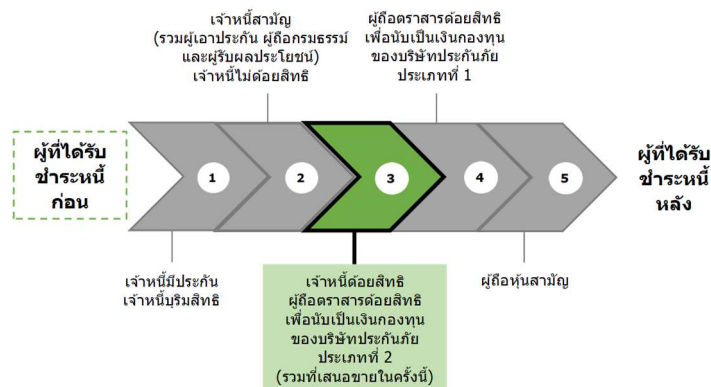 เจ้าหนี้สามัญ
(รวมผู้เอาประกัน ผู้ถือกรมธรรม์
และผู้รับผลประโยชน์)
เจ้าหนี้ไม่ด้อยสิทธิ
ผู้ถือตราสารด้อยสิทธิ
เพื่อนับเป็นเงินกองทุน
ของบริษัทประกันภัย
ประเภทที่ 1
ผู้ที่ได้รับ
ชำระหนี้
ก่อน
1
2
3
4
5
ผู้ที่ได้รับ
ชำระหนี้
หลัง
เจ้าหนี้มีประกัน
เจ้าหนี้บุริมสิทธิ
เจ้าหนี้ด้อยสิทธิ
ผู้ถือตราสารด้อยสิทธิ
เพื่อนับเป็นเงินกองทุน
ของบริษัทประกันภัย
ประเภทที่ 2
(รวมที่เสนอขายในครั้งนี้)
ผู้ถือหุ้นสามัญ